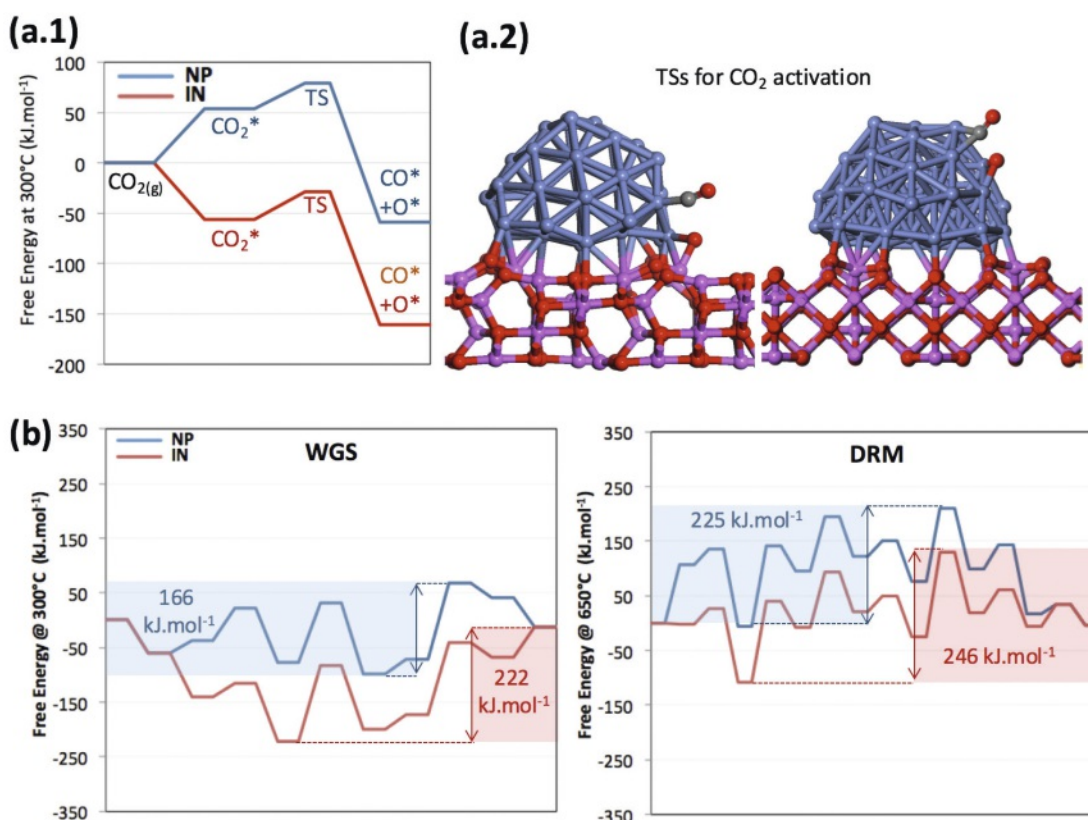 (a.1)
100
50
0
-50
-100
-150
-200
Free Energy at 300°C (kJ.mol⁻¹)
NP
IN
TS
CO₂*
CO₂(g)
CO*
+O*
TS
CO₂*
CO*
+O*
(a.2)
TSs for CO₂ activation
(b)
350
250
150
50
-50
-150
-250
-350
Free Energy @ 300°C (kJ.mol⁻¹)
NP
IN
WGS
166
kJ.mol⁻¹
222
kJ.mol⁻¹
350
250
150
50
-50
-150
-250
-350
Free Energy @ 650°C (kJ.mol⁻¹)
DRM
225 kJ.mol⁻¹
246 kJ.mol⁻¹